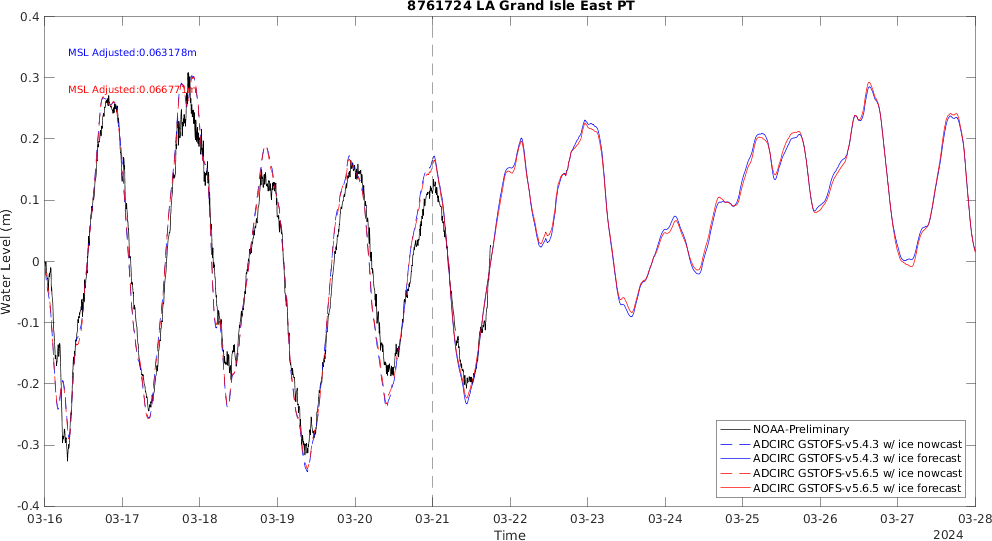 8761724 LA Grand Isle East PT
MSL Adjusted:0.063178m
MSL Adjusted:0.066771m
Water Level (m)
0.4
0.3
0.2
0.1
0
-0.1
-0.2
-0.3
-0.4
NOAA-Preliminary
ADCIRC GSTOFS-v5.4.3 w/ ice nowcast
ADCIRC GSTOFS-v5.4.3 w/ ice forecast
ADCIRC GSTOFS-v5.6.5 w/ ice nowcast
ADCIRC GSTOFS-v5.6.5 w/ ice forecast
03-16 03-17 03-18 03-19 03-20 03-21 03-22 03-23 03-24 03-25 03-26 03-27 03-28
Time
2024